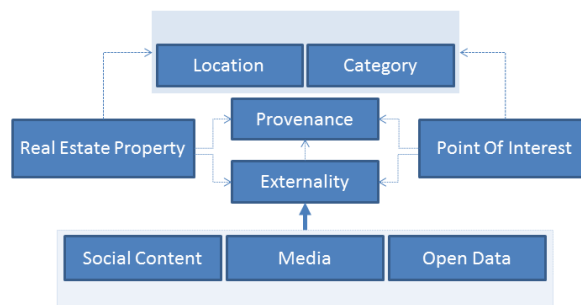 Location
Category
Provenance
Real Estate Property
Point Of Interest
Externality
Social Content
Media
Open Data